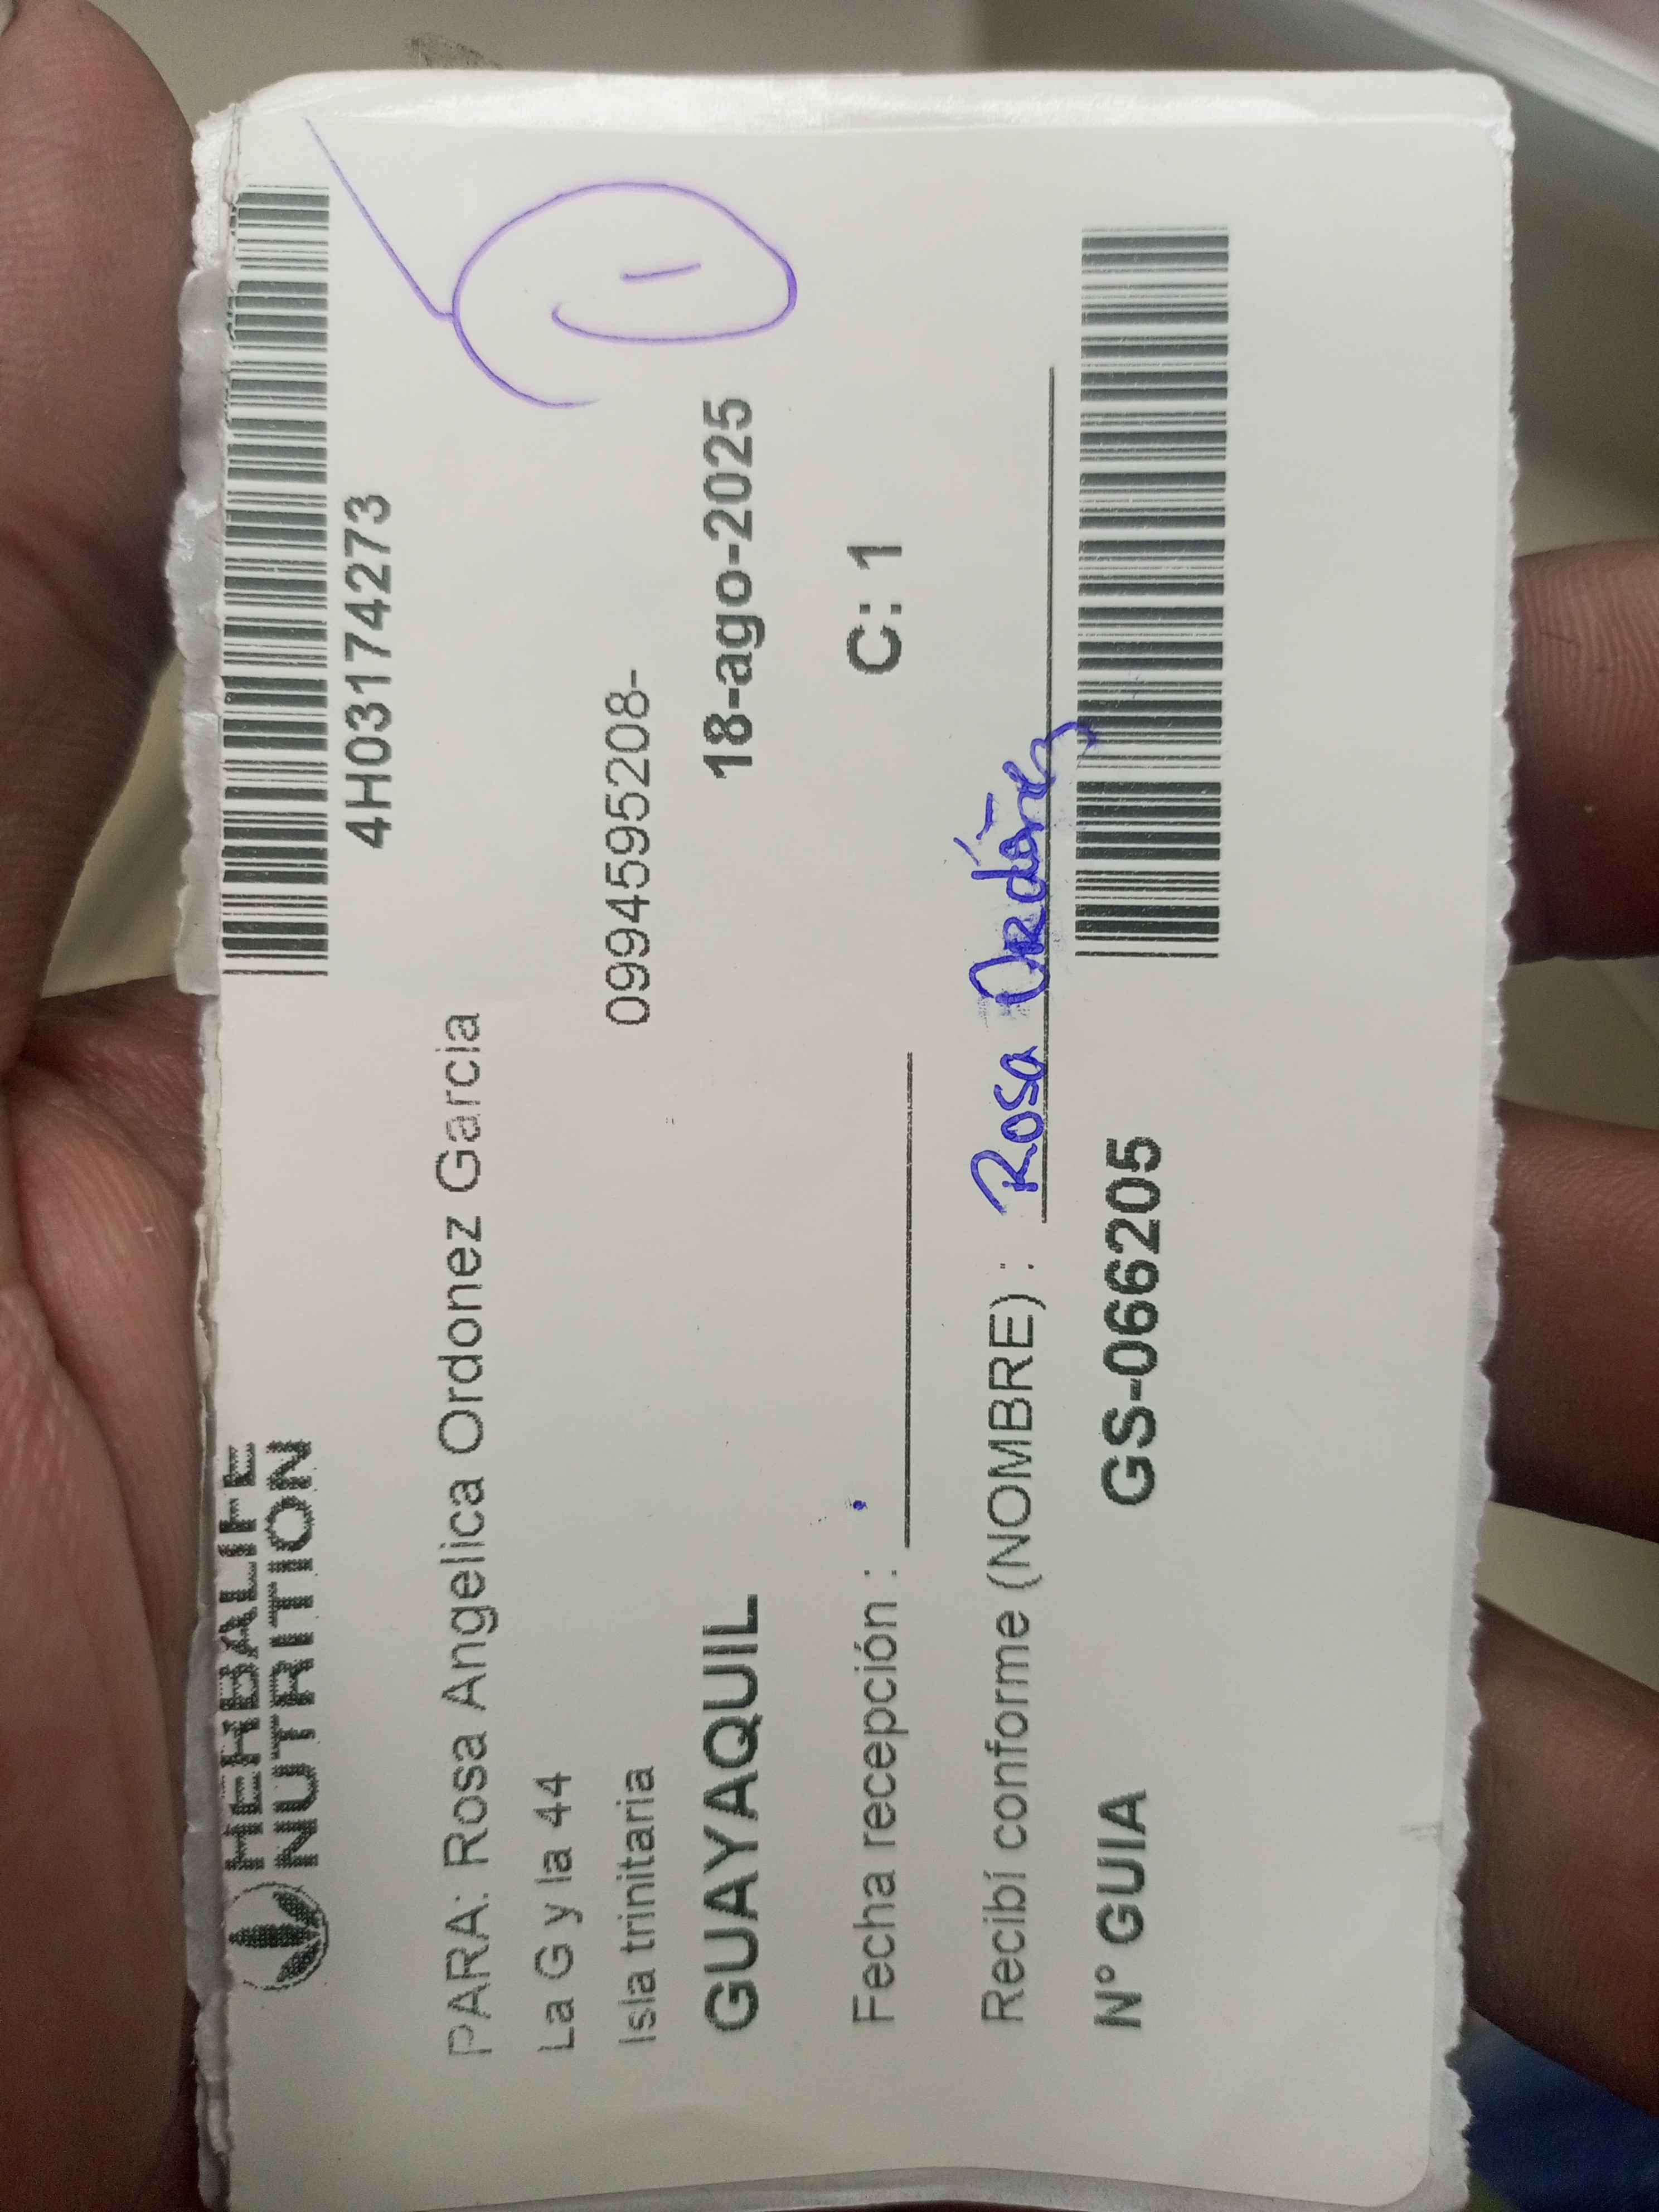 HERBALIFE
NUTRITION
4H03174273
PARA: Rosa Angelica Ordonez Garcia
La G y la 44
Isla trinitaria
0994595208-
GUAYAQUIL
18-ago-2025
Fecha recepción :
C: 1
Recibí conforme (NOMBRE) : Rosa Ordóñez
N° GUIA
GS-066205